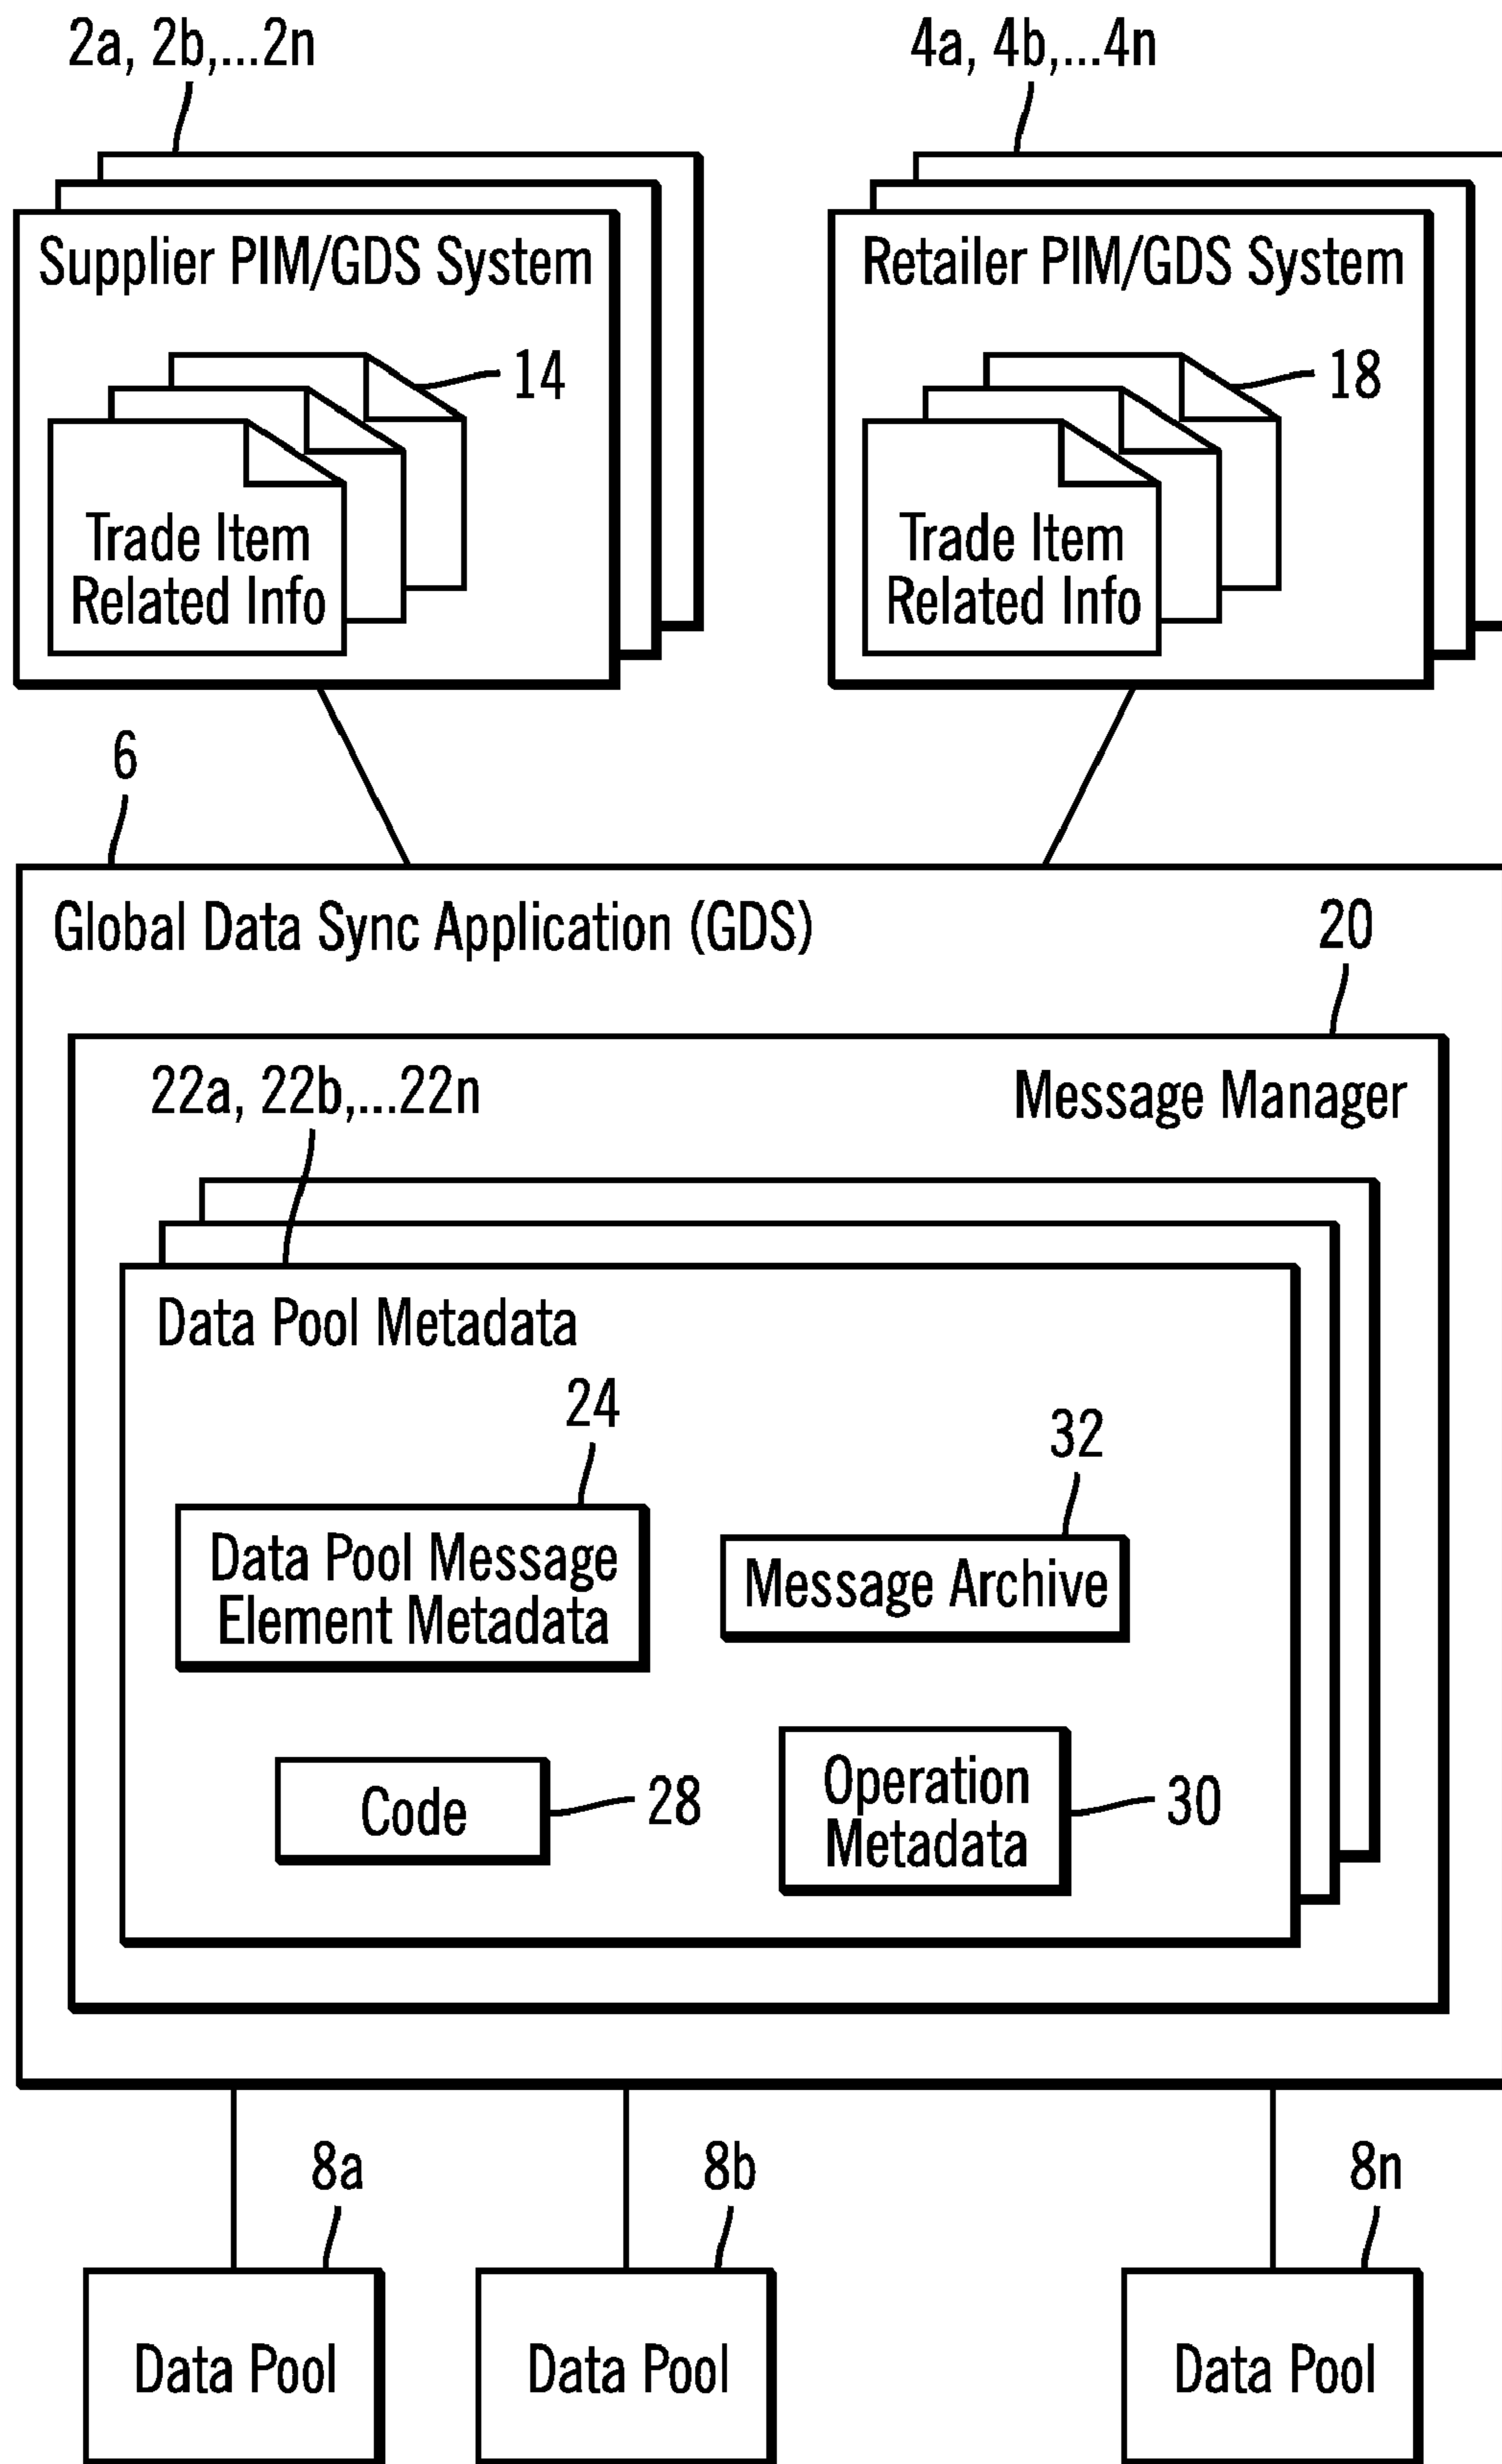 2a, 2b,...2n
4a, 4b,...4n
Supplier PIM/GDS System
Retailer PIM/GDS System
14
18
Trade Item
Related Info
Trade Item
Related Info
6
Global Data Sync Application (GDS)
20
22a, 22b,...22n
Message Manager
Data Pool Metadata
24
32
Data Pool Message
Element Metadata
Message Archive
Code
28
Operation
Metadata
30
8a
8b
8n
Data Pool
Data Pool
Data Pool